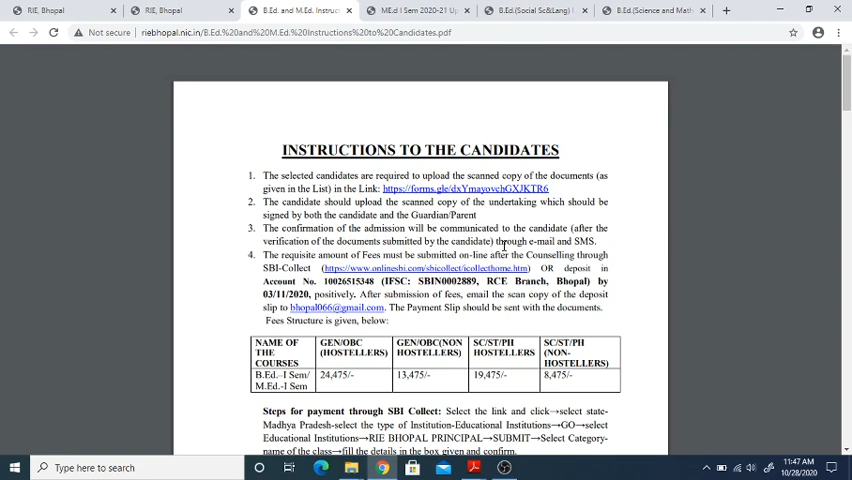 RIE, Bhopal
RIE, Bhopal
B.Ed. and M.Ed. Instruct
MEd I Sem 2020-21 Up
B.Ed.(Social Sc&Lang) I
B.Ed.(Science and Math
Not secure
riebhopal.nic.in/B.Ed.%20and%20M.Ed.%20Instructions%20to%20Candidates.pdf
INSTRUCTIONS TO THE CANDIDATES
1. The selected candidates are required to upload the scanned copy of the documents (as
given in the List) in the Link: https://forms.gle/dxYmayovchGXJKTR6
2. The candidate should upload the scanned copy of the undertaking which should be
signed by both the candidate and the Guardian/Parent
3. The confirmation of the admission will be communicated to the candidate (after the
verification of the documents submitted by the candidate) through e-mail and SMS.
4. The requisite amount of Fees must be submitted on-line after the Counselling through
SBI-Collect (https://www.onlinesbi.com/sbicollect/icollecthome.htm) OR deposit in
Account No. 10026515348 (IFSC: SBIN0002889, RCE Branch, Bhopal) by
03/11/2020, positively. After submission of fees, email the scan copy of the deposit
slip to bhopal066@gmail.com. The Payment Slip should be sent with the documents.
Fees Structure is given, below:
NAME OF THE COURSES GEN/OBC (HOSTELLERS) GEN/OBC(NON HOSTELLERS) SC/ST/PH HOSTELLERS SC/ST/PH (NON-HOSTELLERS)
B.Ed.–I Sem/ M.Ed.-I Sem 24,475/- 13,475/- 19,475/- 8,475/-
Steps for payment through SBI Collect: Select the link and click→select state-
Madhya Pradesh-select the type of Institution-Educational Institutions→GO→select
Educational Institutions→RIE BHOPAL PRINCIPAL→SUBMIT→Select Category-
name of the class→fill the details in the box given and confirm.
Type here to search
11:47 AM
10/28/2020